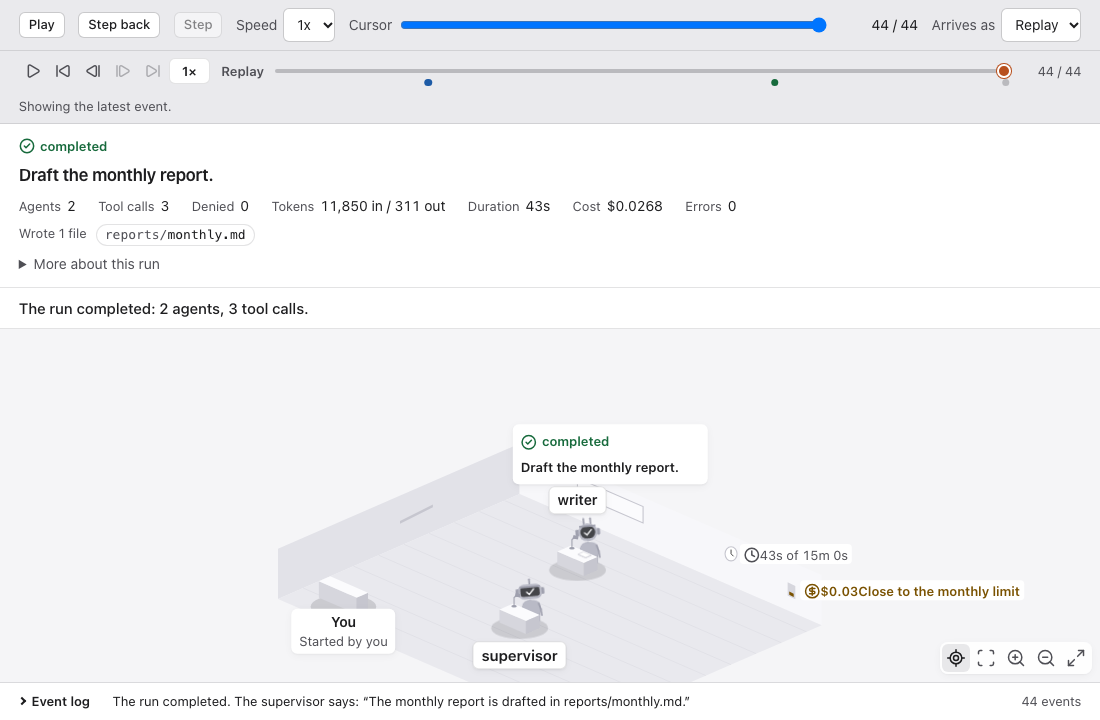 Play Step back Step Speed 1x Cursor 44 / 44 Arrives as Replay
1× Replay 44 / 44
Showing the latest event.
completed
Draft the monthly report.
Agents 2 Tool calls 3 Denied 0 Tokens 11,850 in / 311 out Duration 43s Cost $0.0268 Errors 0
Wrote 1 file reports/monthly.md
More about this run
The run completed: 2 agents, 3 tool calls.
completed
Draft the monthly report.
writer
43s of 15m 0s
$0.03Close to the monthly limit
You
Started by you
supervisor
Event log The run completed. The supervisor says: “The monthly report is drafted in reports/monthly.md.” 44 events